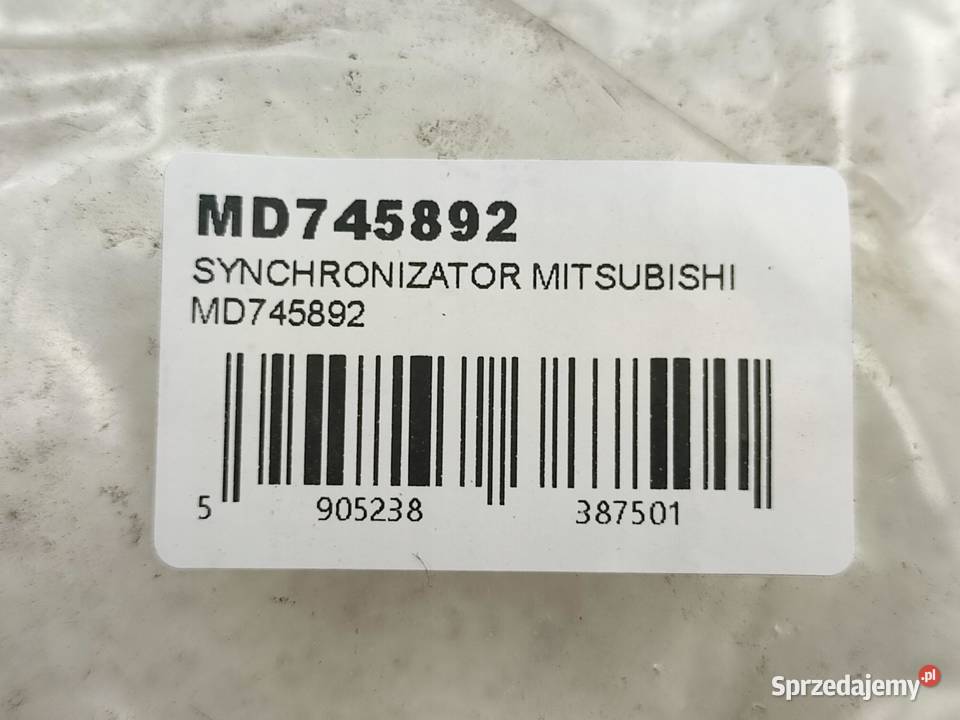 MD745892
SYNCHRONIZATOR MITSUBISHI
MD745892
5 905238 387501
Sprzedajemy.pl